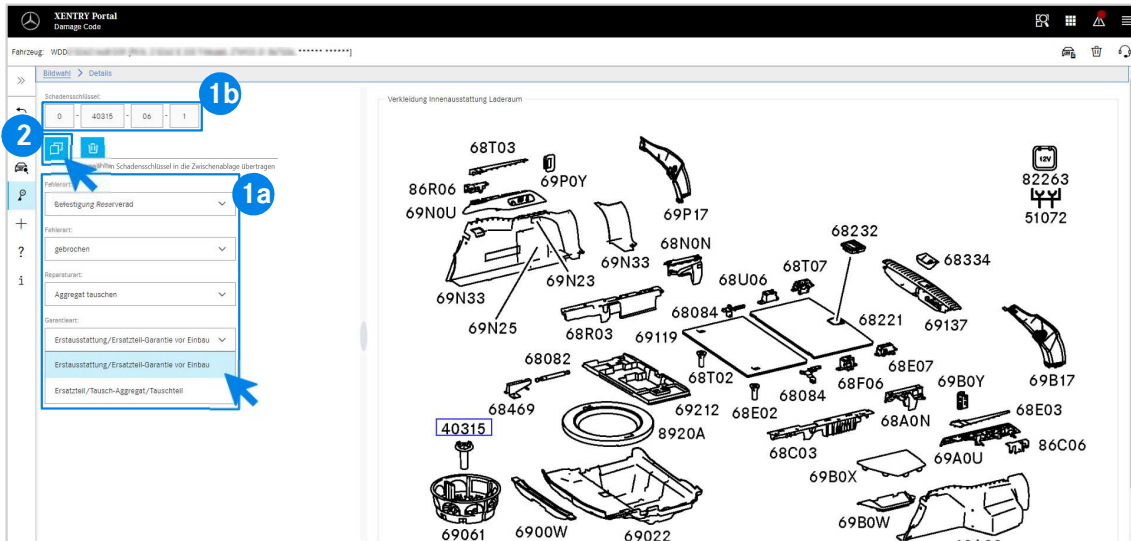 XENTRY Portal
Damage Code
Fahrzeug: WDD
Bildwahl > Details
Schadensschlüssel:
0 - 40315 - 06 - 1
1b
2
n Schadensschlüssel in die Zwischenablage übertragen
1a
Fehlerort:
Befestigung Reserverad
Fehlerart:
gebrochen
Reparaturart:
Aggregat tauschen
Garantieart:
Erstausstattung/Ersatzteil-Garantie vor Einbau
Erstausstattung/Ersatzteil-Garantie vor Einbau
Ersatzteil/Tausch-Aggregat/Tauschteil
Verkleidung Innenausstattung Laderaum
68T03
69P0Y
86R06
69N0U
69P17
12V
82263
51072
69N33
69N23
69N33
69N25
68N0N
68232
68334
68U06
68T07
68084
68R03
69119
68221
69137
68082
68T02
68E07
68F06
69B0Y
69B17
68469
69212
68E02
68084
68A0N
68E03
40315
8920A
68C03
69A0U
86C06
69B0X
69B0W
69061
6900W
69022